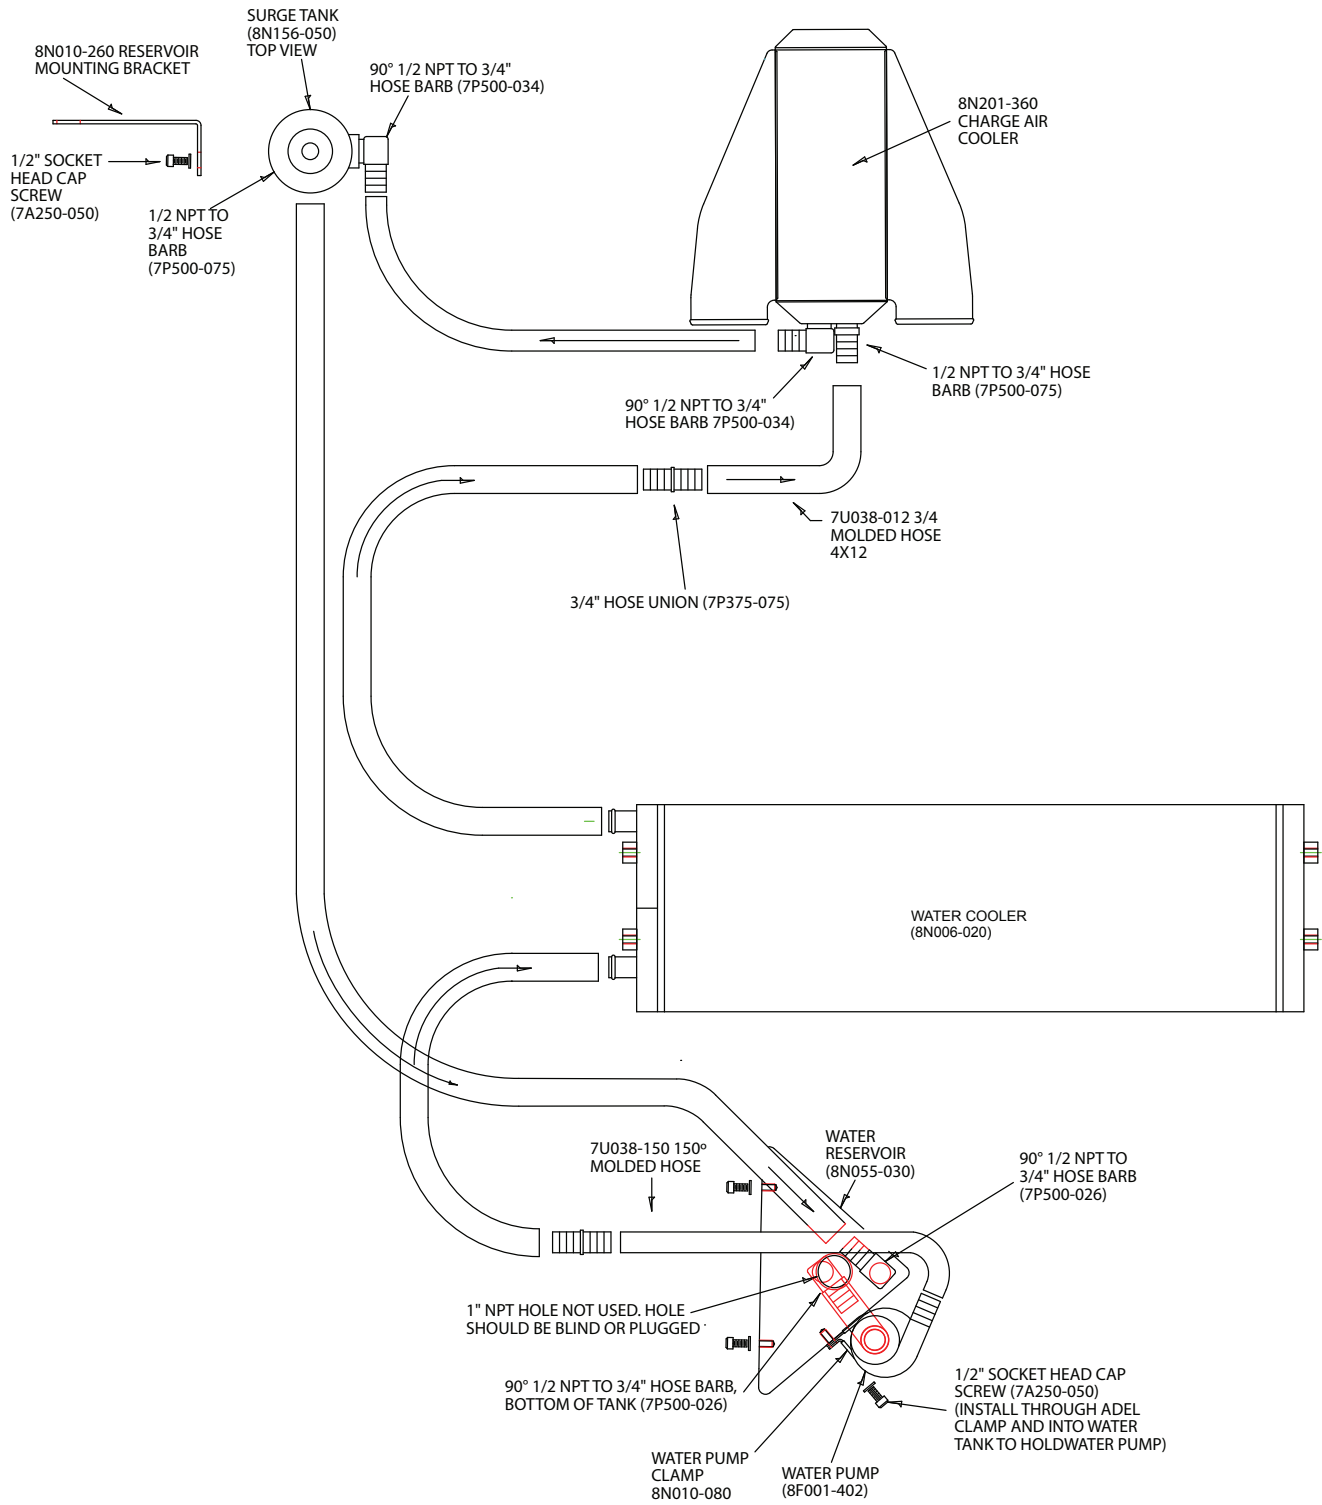 SURGE TANK
(8N156-050)
TOP VIEW
8N010-260 RESERVOIR
MOUNTING BRACKET
90° 1/2 NPT TO 3/4"
HOSE BARB (7P500-034)
8N201-360
CHARGE AIR
COOLER
1/2" SOCKET
HEAD CAP
SCREW
(7A250-050)
1/2 NPT TO
3/4" HOSE
BARB
(7P500-075)
1/2 NPT TO 3/4" HOSE
BARB (7P500-075)
90° 1/2 NPT TO 3/4"
HOSE BARB 7P500-034)
7U038-012 3/4
MOLDED HOSE
4X12
3/4" HOSE UNION (7P375-075)
WATER COOLER
(8N006-020)
7U038-150 150º
MOLDED HOSE
WATER
RESERVOIR
(8N055-030)
90° 1/2 NPT TO
3/4" HOSE BARB
(7P500-026)
1" NPT HOLE NOT USED. HOLE
SHOULD BE BLIND OR PLUGGED
90° 1/2 NPT TO 3/4" HOSE BARB,
BOTTOM OF TANK (7P500-026)
1/2" SOCKET HEAD CAP
SCREW (7A250-050)
(INSTALL THROUGH ADEL
CLAMP AND INTO WATER
TANK TO HOLDWATER PUMP)
WATER PUMP
CLAMP
8N010-080
WATER PUMP
(8F001-402)